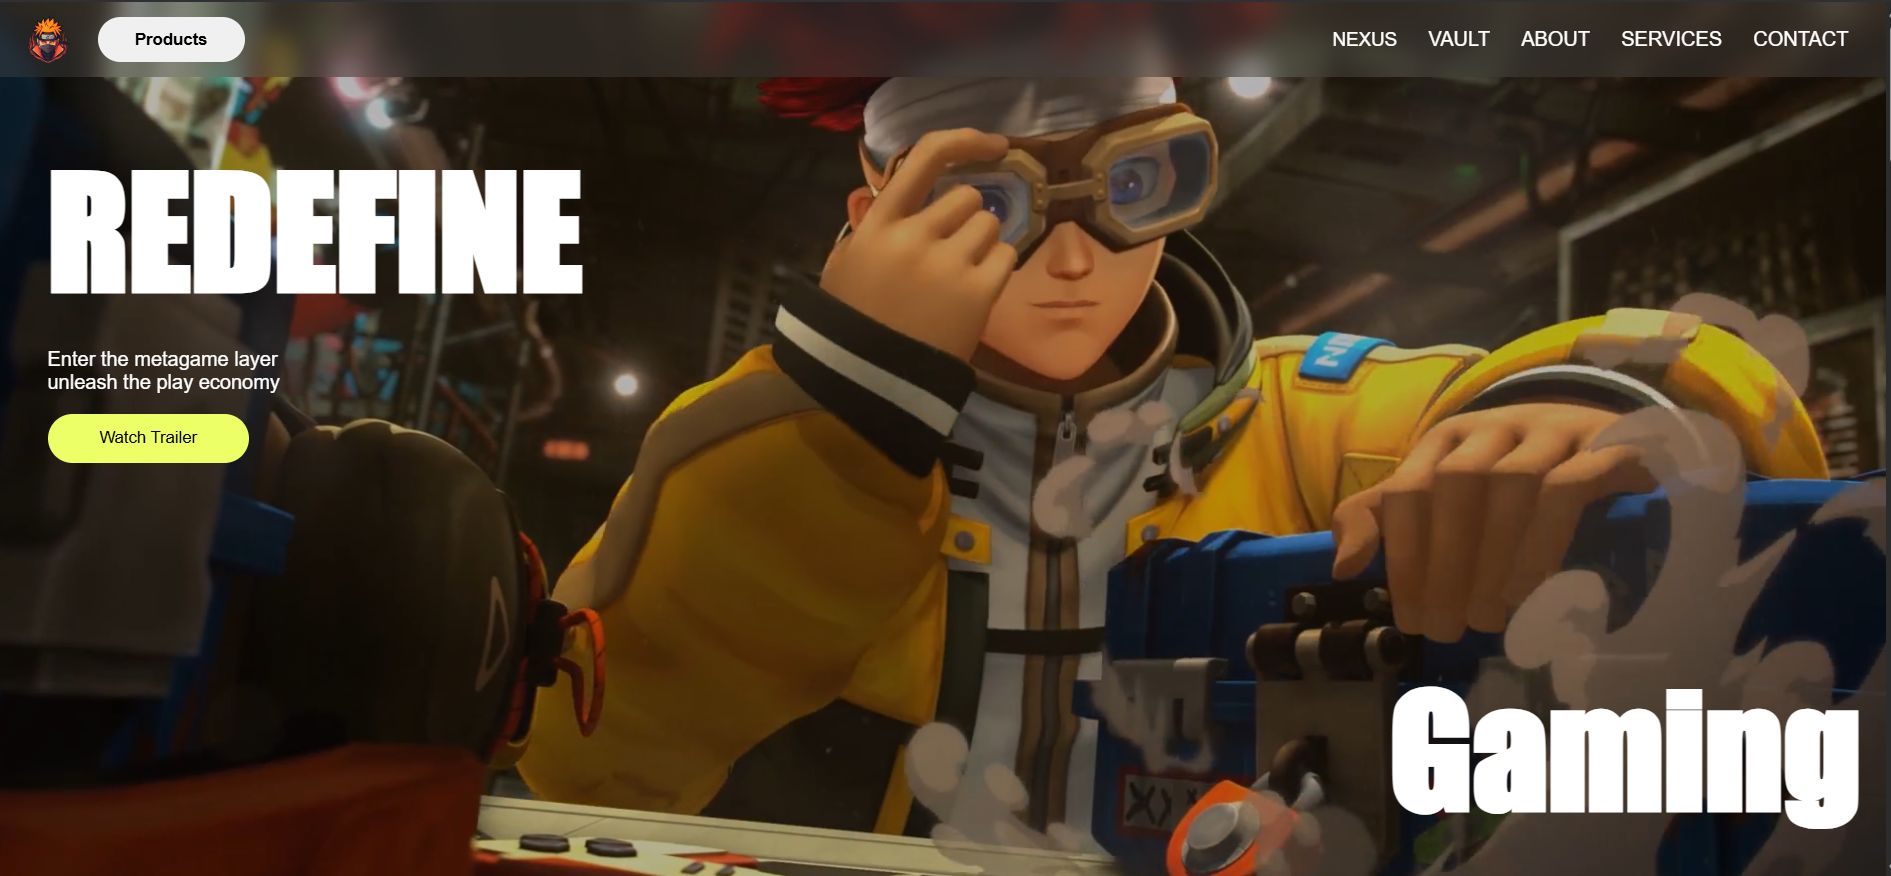 Products
NEXUS
VAULT
ABOUT
SERVICES
CONTACT
REDEFINE
Enter the metagame layer
unleash the play economy
Watch Trailer
Gaming